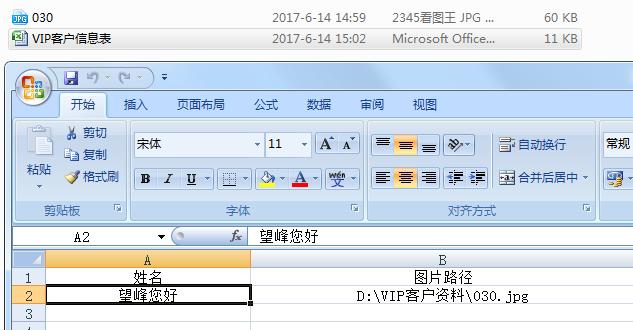 030 2017-6-14 14:59 2345看图王 JPG ... 60 KB
VIP客户信息表 2017-6-14 15:02 Microsoft Office... 11 KB
开始 插入 页面布局 公式 数据 审阅 视图
剪切
复制
格式刷
粘贴
剪贴板
宋体 11 A A
B I U A wén 文
字体
自动换行
合并后居中
对齐方式
常规
A2 fx 望峰您好
A B
1 姓名 图片路径
2 望峰您好 D:\VIP客户资料\030.jpg
3